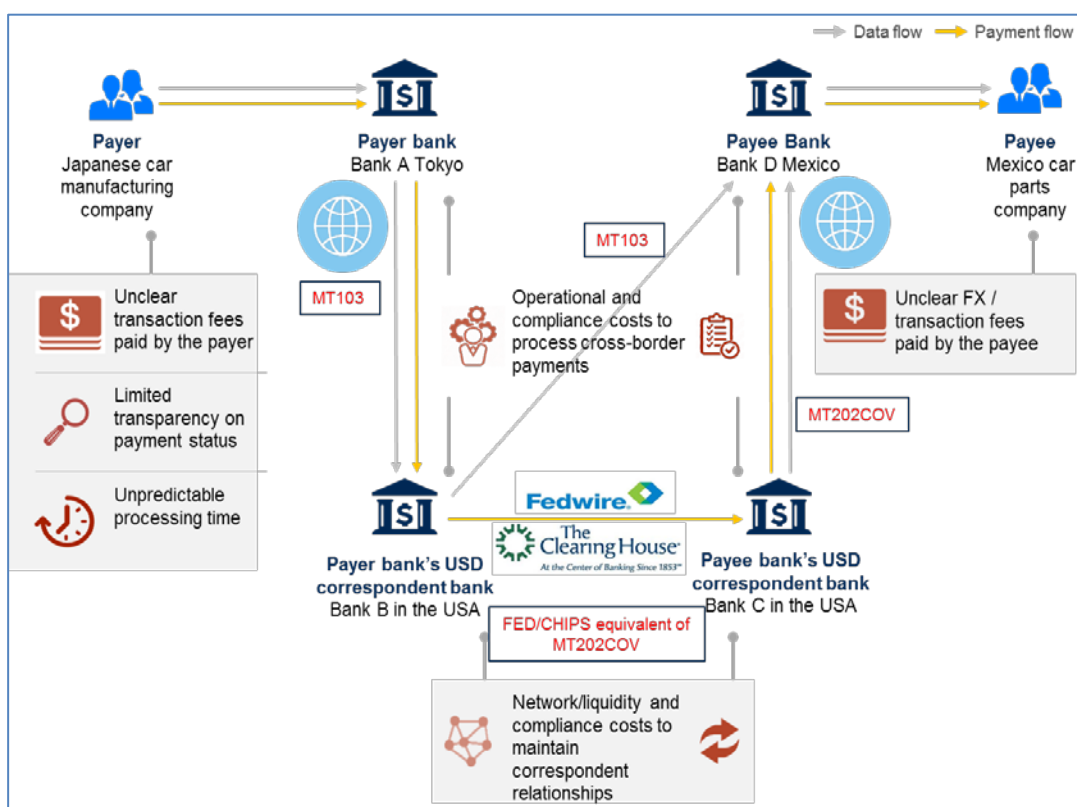 Data flow
Payment flow
Payer
Japanese car
manufacturing
company
Payer bank
Bank A Tokyo
Payee Bank
Bank D Mexico
Payee
Mexico car
parts
company
MT103
MT103
Unclear
transaction fees
paid by the payer
Limited
transparency on
payment status
Unpredictable
processing time
Operational and
compliance costs to
process cross-border
payments
Unclear FX /
transaction fees
paid by the payee
MT202COV
Fedwire®
The
Clearing House®
At the Center of Banking Since 1853℠
Payer bank's USD
correspondent bank
Bank B in the USA
Payee bank's USD
correspondent bank
Bank C in the USA
FED/CHIPS equivalent of
MT202COV
Network/liquidity and
compliance costs to
maintain
correspondent
relationships